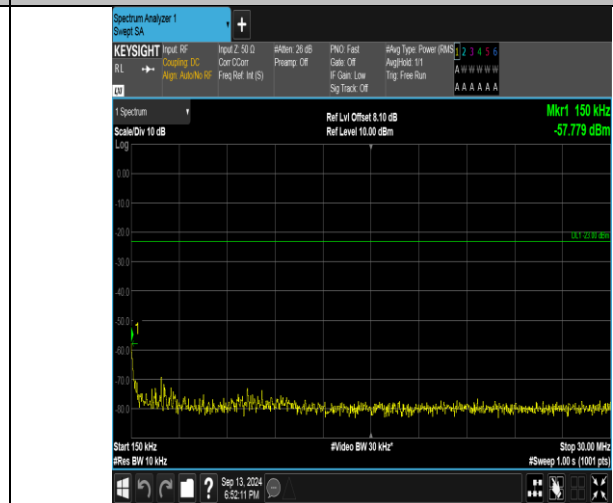 Spectrum Analyzer 1
Swept SA
+
KEYSIGHT Input: RF Input Z: 50 Ω #Atten: 26 dB PNO: Fast #Avg Type: Power (RMS 1 2 3 4 5 6
RL Coupling: DC Corr CCorr Preamp: Off Gate: Off Avg|Hold: 1/1 A W W W W W
Align: Auto/No RF Freq Ref: Int (S) IF Gain: Low Trig: Free Run
LXI Sig Track: Off A A A A A A
1 Spectrum
Scale/Div 10 dB
Ref Lvl Offset 8.10 dB
Ref Level 10.00 dBm
Mkr1 150 kHz
-57.779 dBm
Log
0.00
-10.0
-20.0
-30.0
-40.0
-50.0
1
-60.0
-70.0
-80.0
Start 150 kHz #Video BW 30 kHz* Stop 30.00 MHz
#Res BW 10 kHz #Sweep 1.00 s (1001 pts)
? Sep 13, 2024
6:52:11 PM